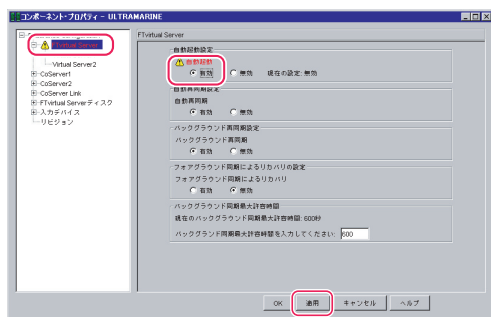 コンポーネント・プロパティ - ULTRAMARINE
FTvirtual Server
Virtual Server2
CoServer1
CoServer2
CoServer Link
FTvirtual Serverディスク
入力デバイス
リビジョン
FTvirtual Server
自動起動設定
自動起動
有効 無効 現在の設定: 無効
自動再同期設定
自動再同期
有効 無効
バックグラウンド再同期設定
バックグラウンド再同期
有効 無効
フォアグラウンド同期によるリカバリの設定
フォアグラウンド同期によるリカバリ
有効 無効
バックグラウンド同期最大許容時間
現在のバックグラウンド同期最大許容時間: 600秒
バックグランド同期最大許容時間を入力してください: 600
OK 適用 キャンセル ヘルプ